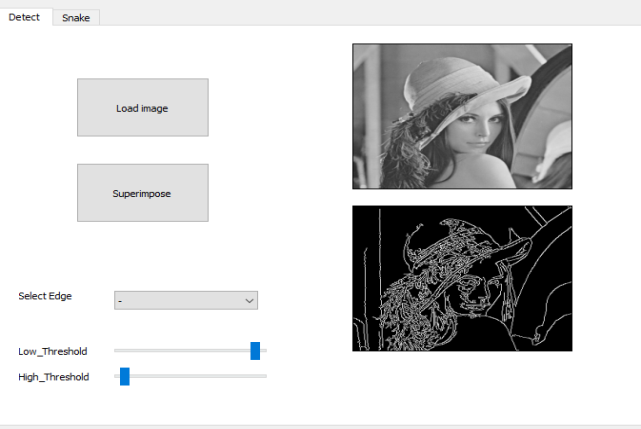 Detect
Snake
Load image
Superimpose
Select Edge
-
Low_Threshold
High_Threshold